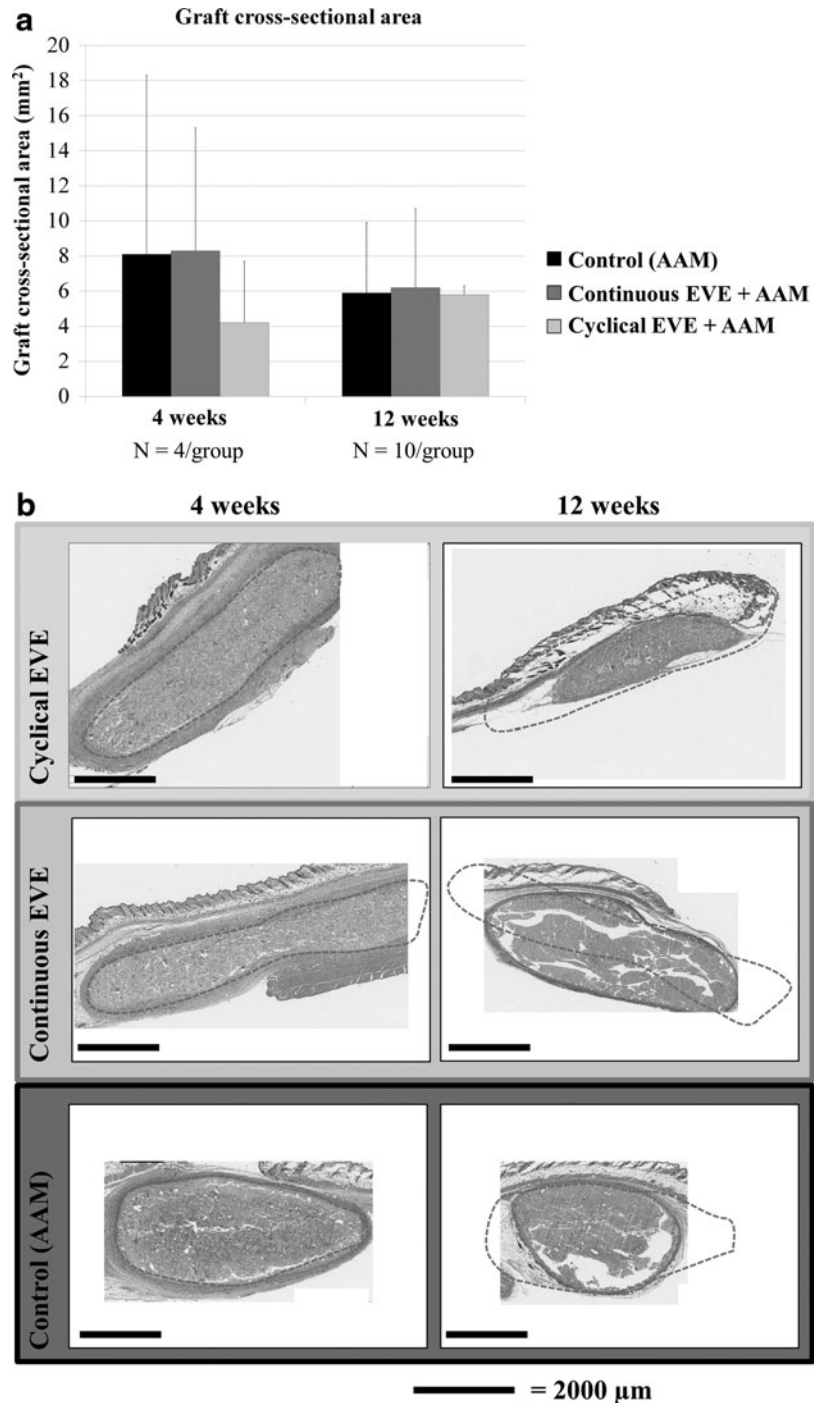 a
Graft cross-sectional area
Graft cross-sectional area (mm²)
20
18
16
14
12
10
8
6
4
2
0
4 weeks
12 weeks
N = 4/group
N = 10/group
Control (AAM)
Continuous EVE + AAM
Cyclical EVE + AAM
b
4 weeks
12 weeks
Cyclical EVE
Continuous EVE
Control (AAM)
= 2000 µm